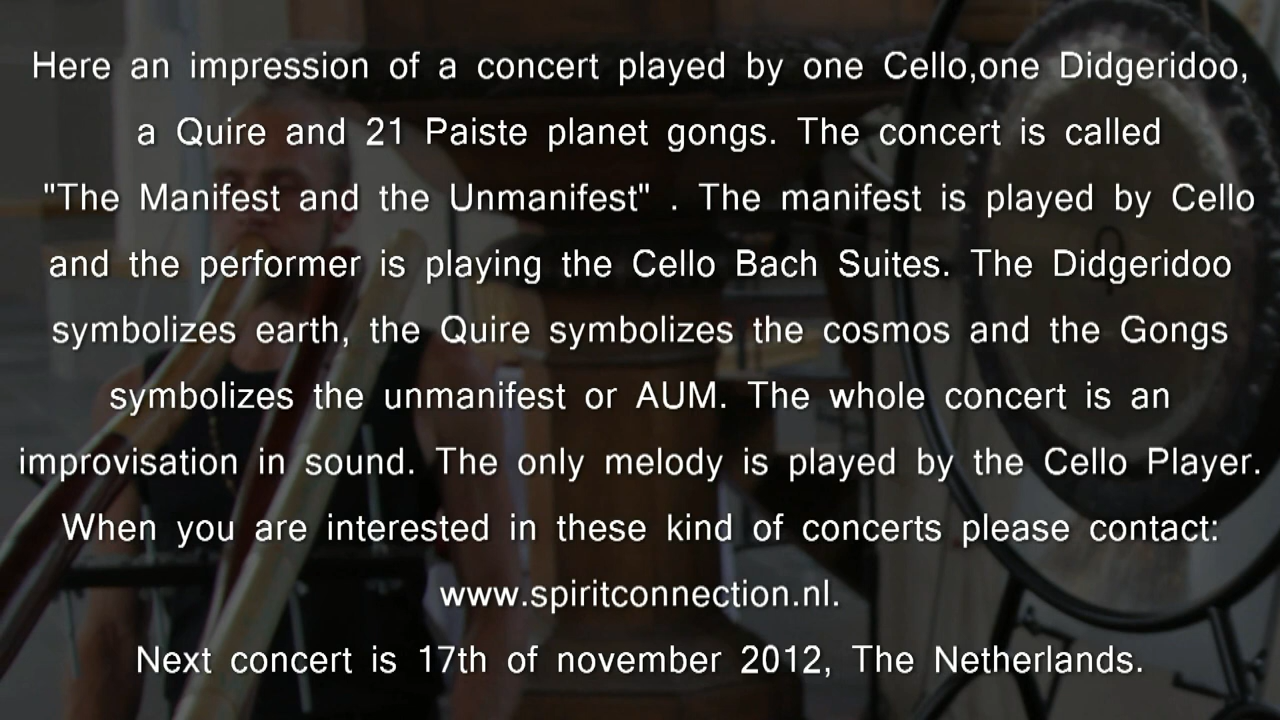 Here an impression of a concert played by one Cello,one Didgeridoo,
a Quire and 21 Paiste planet gongs. The concert is called
"The Manifest and the Unmanifest" . The manifest is played by Cello
and the performer is playing the Cello Bach Suites. The Didgeridoo
symbolizes earth, the Quire symbolizes the cosmos and the Gongs
symbolizes the unmanifest or AUM. The whole concert is an
improvisation in sound. The only melody is played by the Cello Player.
When you are interested in these kind of concerts please contact:
www.spiritconnection.nl.
Next concert is 17th of november 2012, The Netherlands.